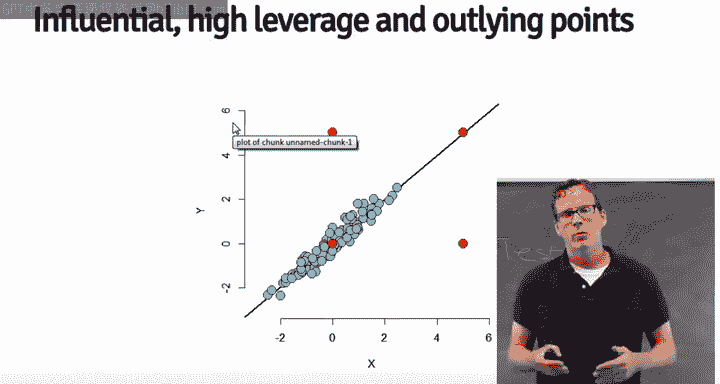 Influential, high leverage and outlying points
6
plot of chunk unnamed-chunk-1
4
Y
2
0
-2
-2 0 2 4 6
X
Test